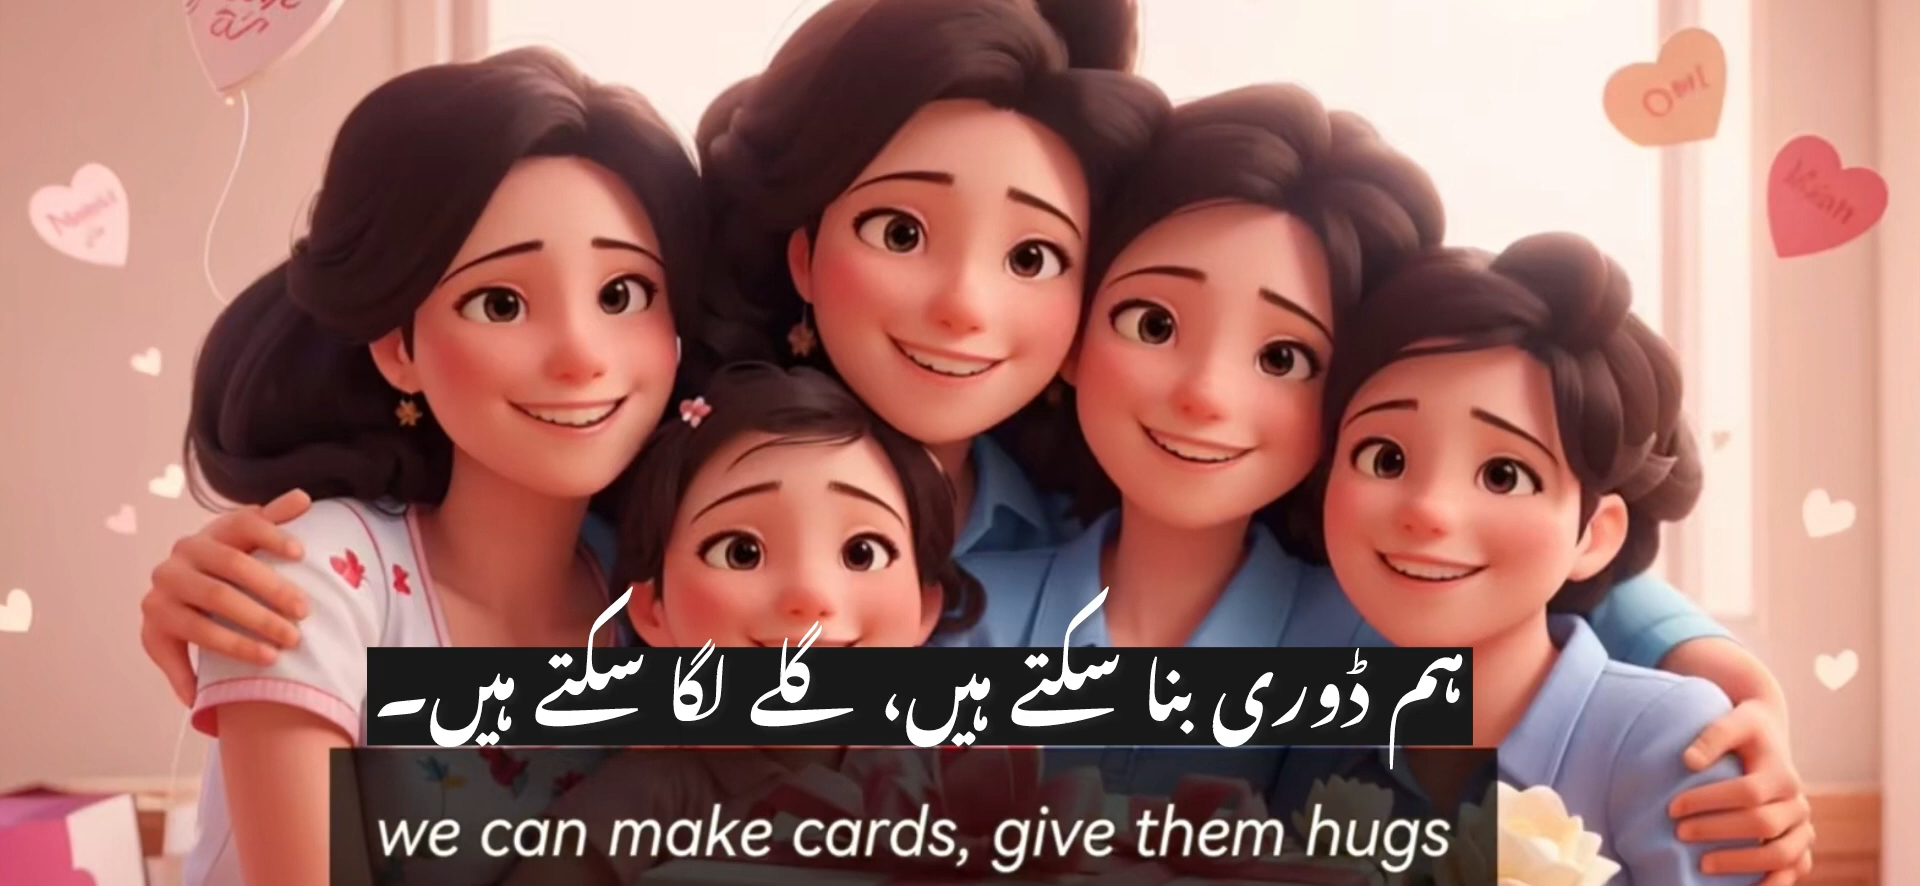 ہم ڈوری بنا سکتے ہیں، گلے لگا سکتے ہیں۔
we can make cards, give them hugs